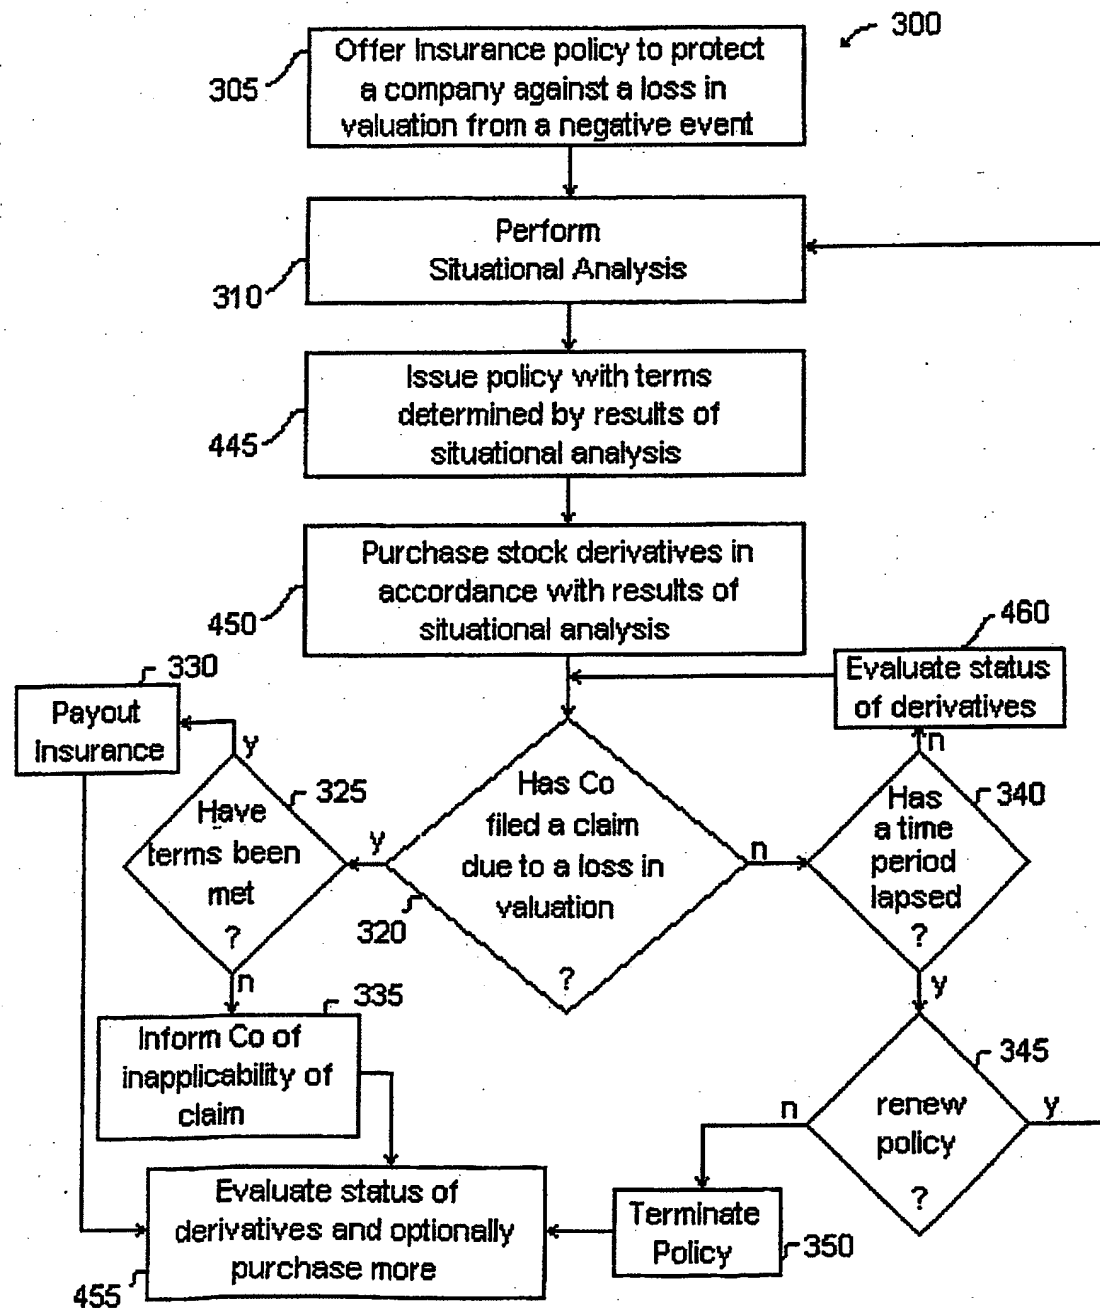 300
305
Offer Insurance policy to protect
a company against a loss in
valuation from a negative event
310
Perform
Situational Analysis
445
Issue policy with terms
determined by results of
situational analysis
450
Purchase stock derivatives in
accordance with results of
situational analysis
460
Evaluate status
of derivatives
330
Payout
insurance
y
325
Have
terms been
met
?
n
y
320
Has Co
filed a claim
due to a loss in
valuation
?
n
n
340
Has
a time
period
lapsed
?
y
335
Inform Co of
inapplicability of
claim
345
renew
policy
?
n
y
455
Evaluate status of
derivatives and optionally
purchase more
Terminate
Policy
350